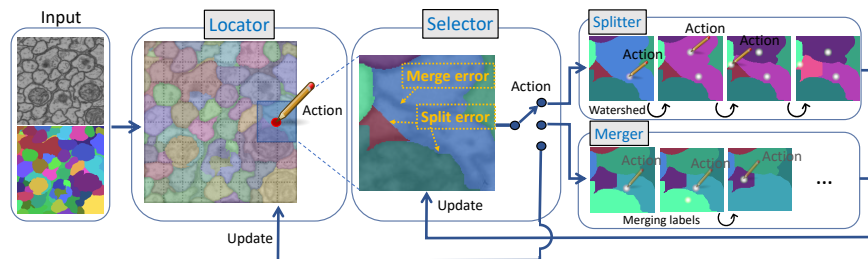 Input
Locator
Action
Update
Selector
Merge error
Split error
Action
Update
Splitter
Action
Action
Action
Watershed
Merger
Action
Action
Action
...
Merging labels